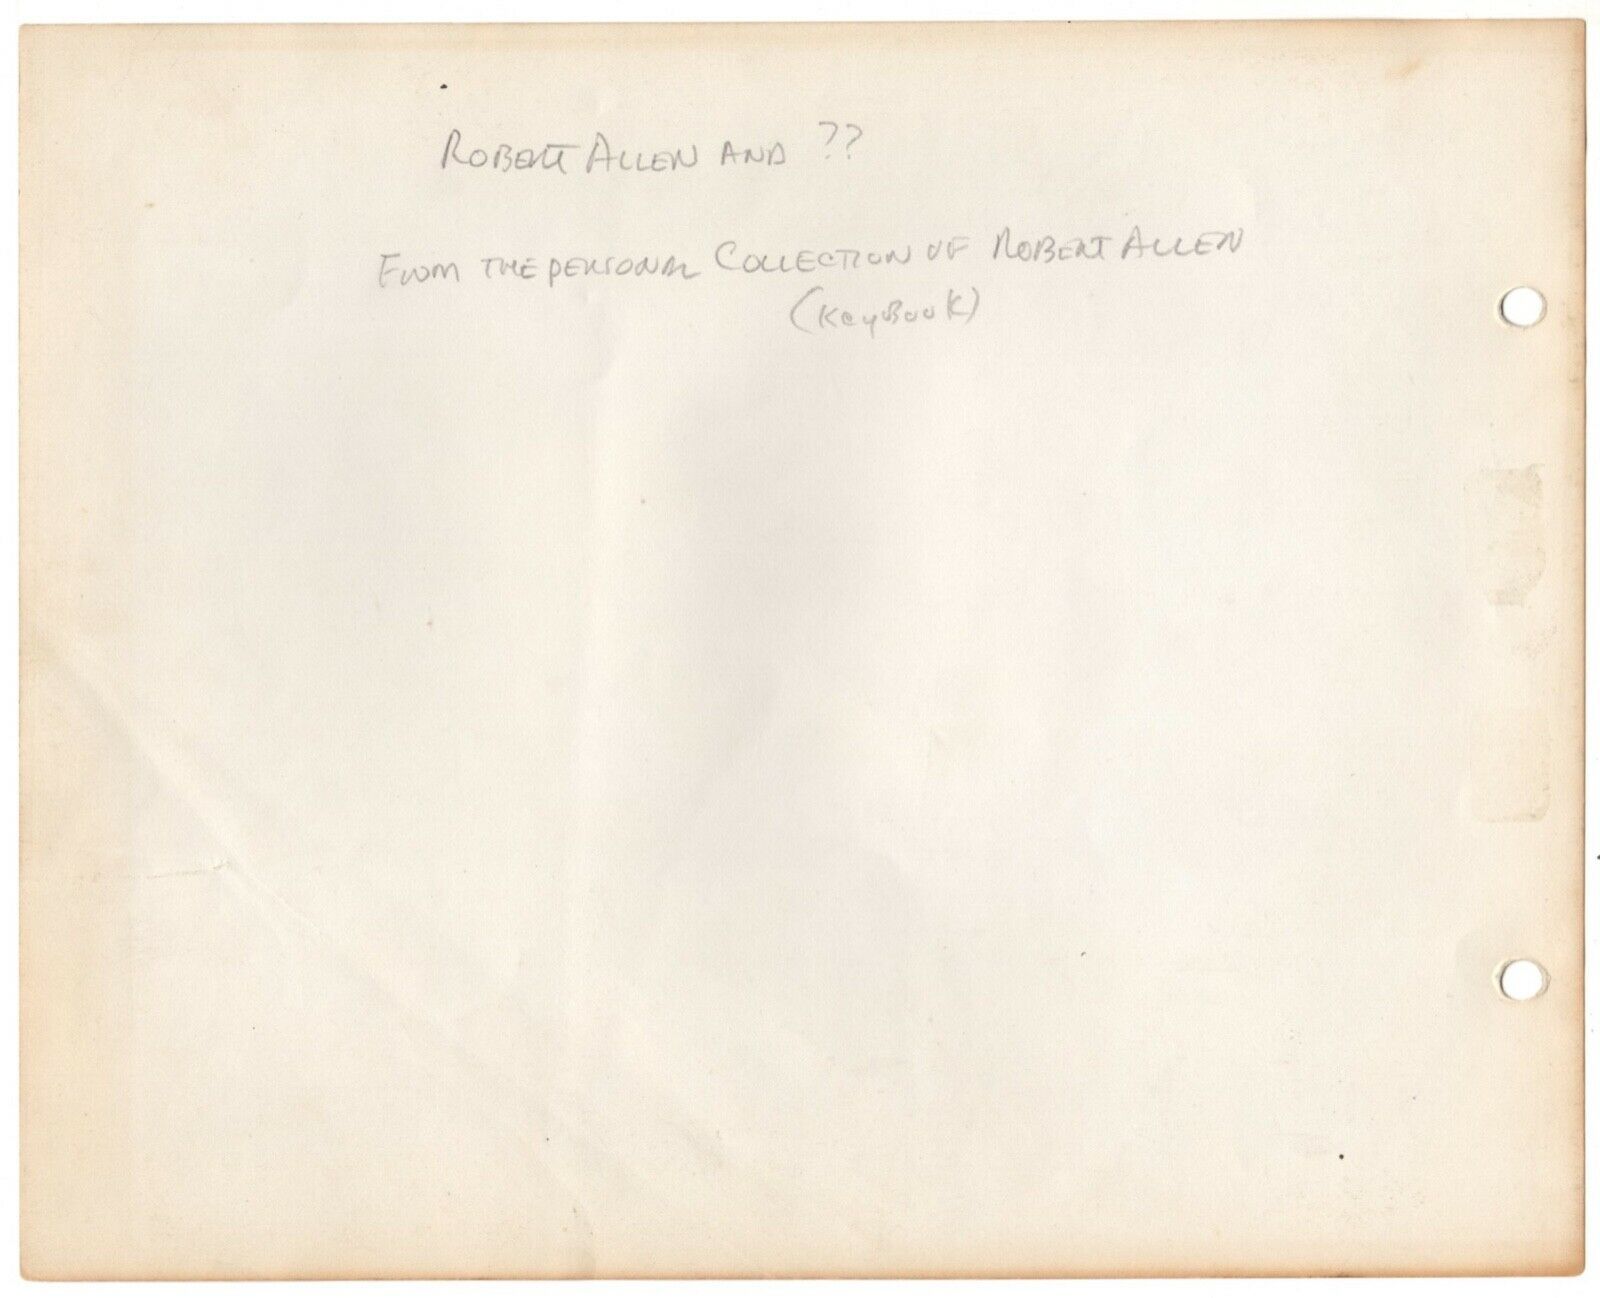 ROBERT ALLEN AND ??
FROM THE PERSONAL COLLECTION OF ROBERT ALLEN
(KeyBooK)